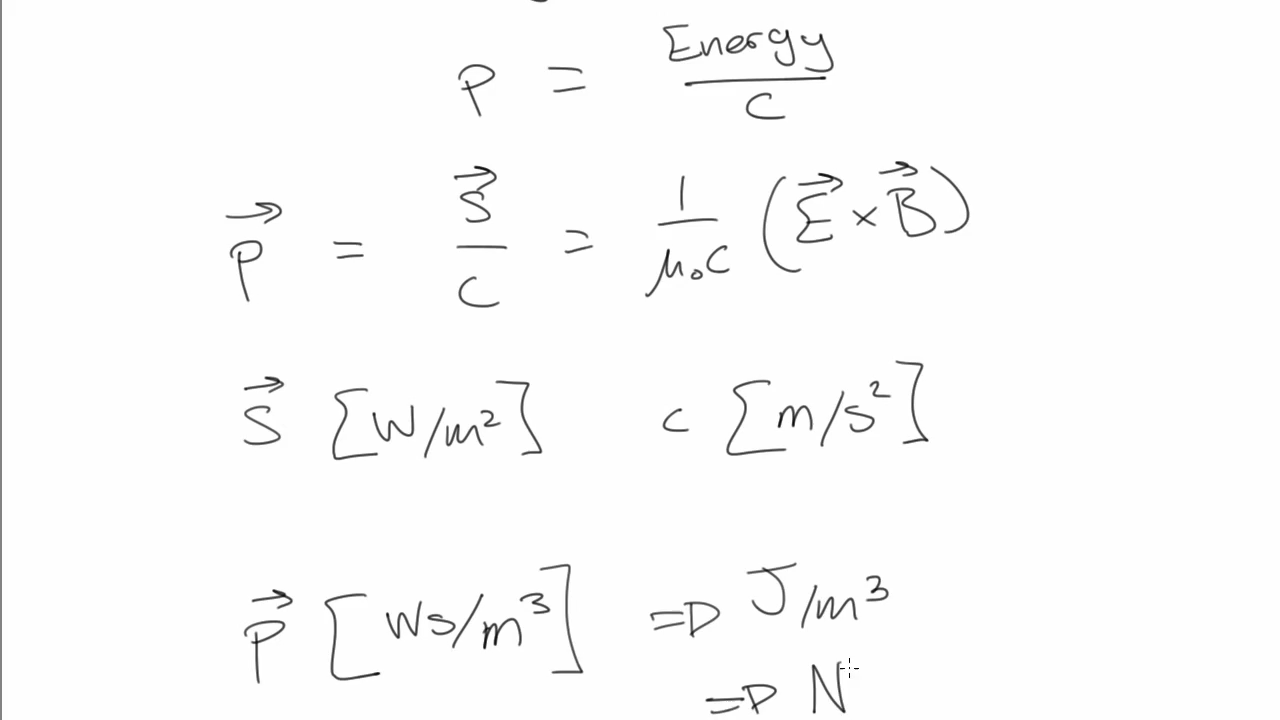 p = Energy / c
p⃗ = S⃗ / c = 1 / μ₀c (E⃗ × B⃗)
S⃗ [W/m²] c [m/s²]
p⃗ [Ws/m³] ⇒ J/m³
⇒ N